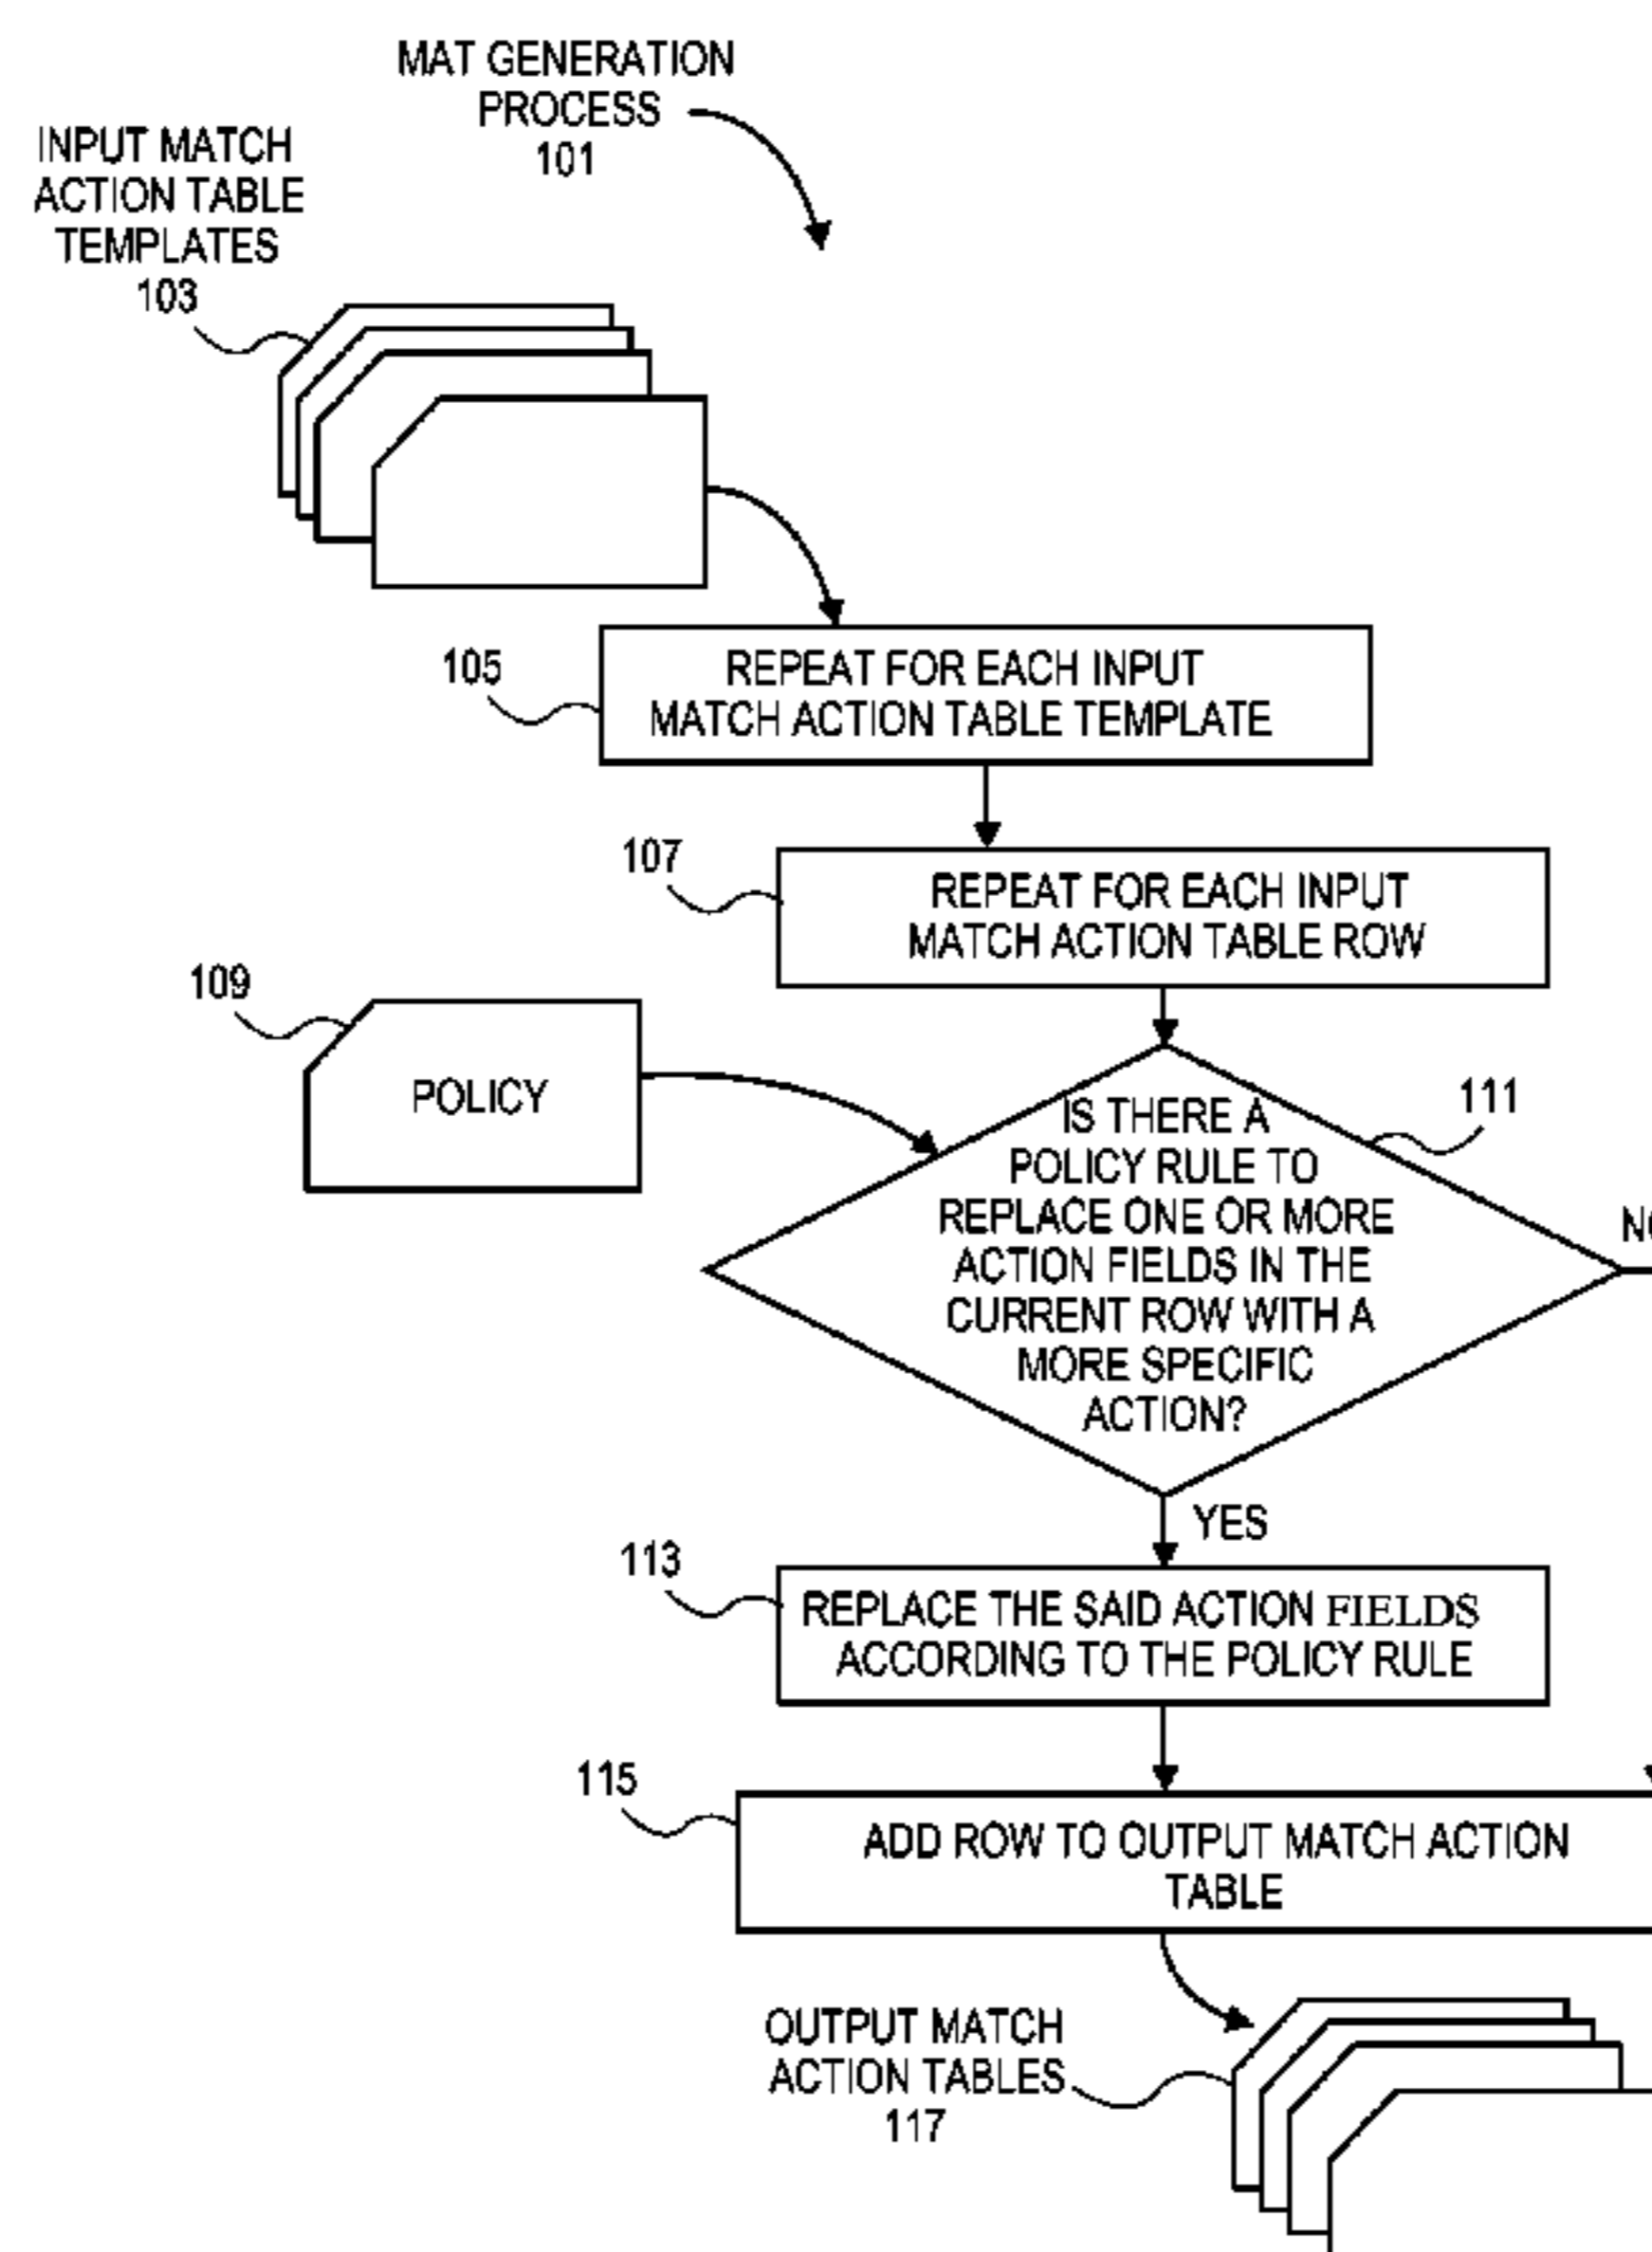 MAT GENERATION
PROCESS
101
INPUT MATCH
ACTION TABLE
TEMPLATES
103
105
REPEAT FOR EACH INPUT
MATCH ACTION TABLE TEMPLATE
107
REPEAT FOR EACH INPUT
MATCH ACTION TABLE ROW
109
POLICY
111
IS THERE A
POLICY RULE TO
REPLACE ONE OR MORE
ACTION FIELDS IN THE
CURRENT ROW WITH A
MORE SPECIFIC
ACTION?
YES
113
REPLACE THE SAID ACTION FIELDS
ACCORDING TO THE POLICY RULE
115
ADD ROW TO OUTPUT MATCH ACTION
TABLE
OUTPUT MATCH
ACTION TABLES
117